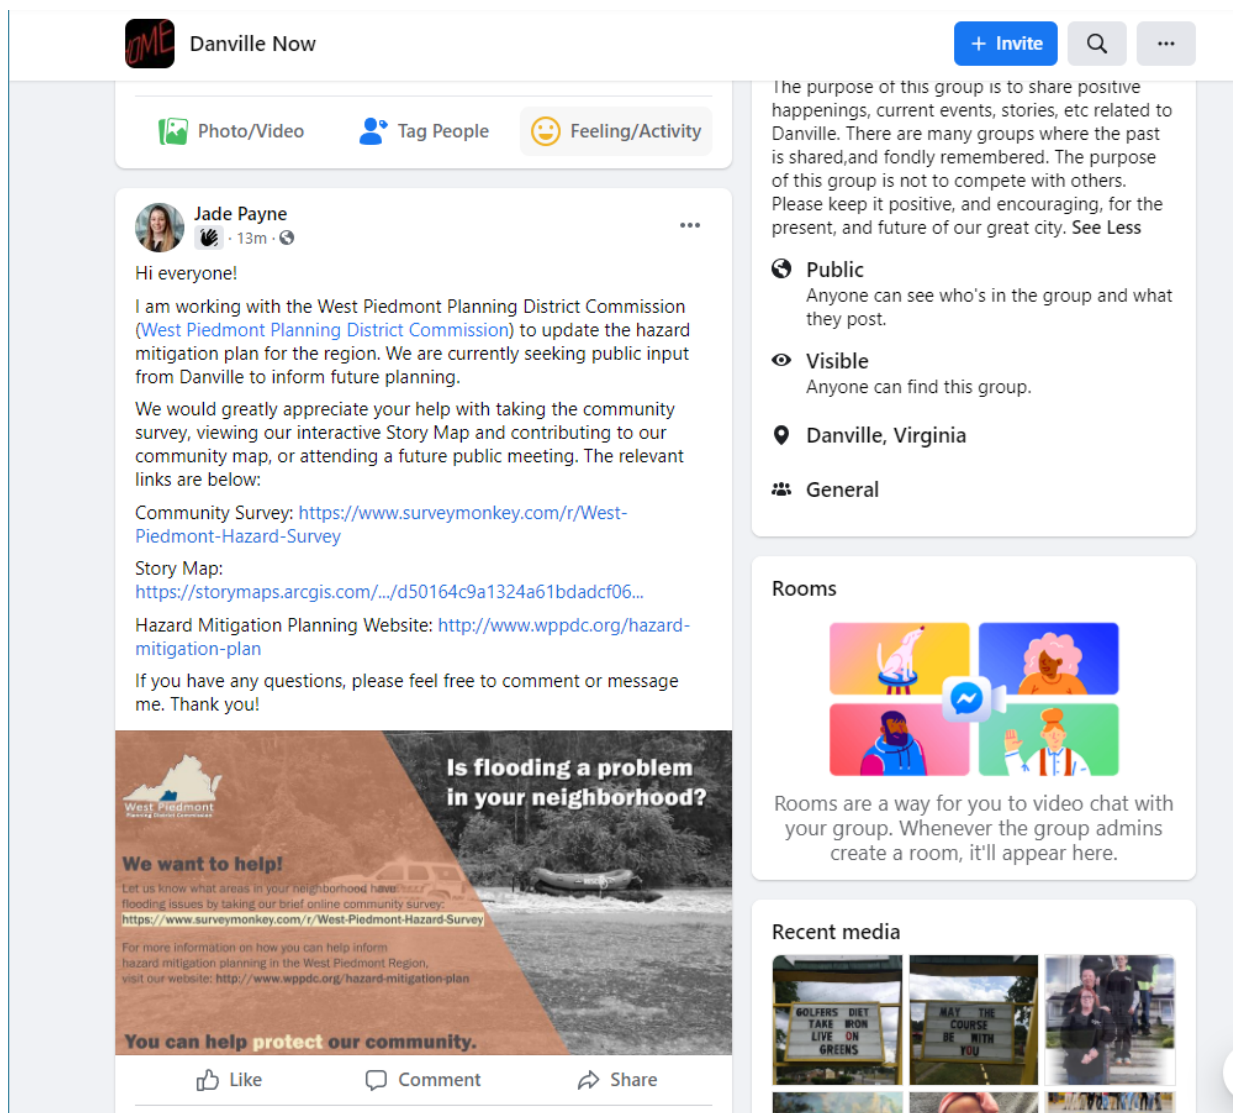 HOME
Danville Now
+ Invite
Photo/Video
Tag People
Feeling/Activity
Jade Payne
· 13m ·
Hi everyone!
I am working with the West Piedmont Planning District Commission
(West Piedmont Planning District Commission) to update the hazard
mitigation plan for the region. We are currently seeking public input
from Danville to inform future planning.
We would greatly appreciate your help with taking the community
survey, viewing our interactive Story Map and contributing to our
community map, or attending a future public meeting. The relevant
links are below:
Community Survey: https://www.surveymonkey.com/r/West-
Piedmont-Hazard-Survey
Story Map:
https://storymaps.arcgis.com/.../d50164c9a1324a61bdadcf06...
Hazard Mitigation Planning Website: http://www.wppdc.org/hazard-
mitigation-plan
If you have any questions, please feel free to comment or message
me. Thank you!
West Piedmont
Planning District Commission
Is flooding a problem
in your neighborhood?
We want to help!
Let us know what areas in your neighborhood have
flooding issues by taking our brief online community survey:
https://www.surveymonkey.com/r/West-Piedmont-Hazard-Survey
For more information on how you can help inform
hazard mitigation planning in the West Piedmont Region,
visit our website: http://www.wppdc.org/hazard-mitigation-plan
You can help protect our community.
Like
Comment
Share
The purpose of this group is to share positive
happenings, current events, stories, etc related to
Danville. There are many groups where the past
is shared,and fondly remembered. The purpose
of this group is not to compete with others.
Please keep it positive, and encouraging, for the
present, and future of our great city. See Less
Public
Anyone can see who's in the group and what
they post.
Visible
Anyone can find this group.
Danville, Virginia
General
Rooms
Rooms are a way for you to video chat with
your group. Whenever the group admins
create a room, it'll appear here.
Recent media
GOLFERS DIET
TAKE IRON
LIVE ON
GREENS
MAY THE
COURSE
BE WITH
YOU